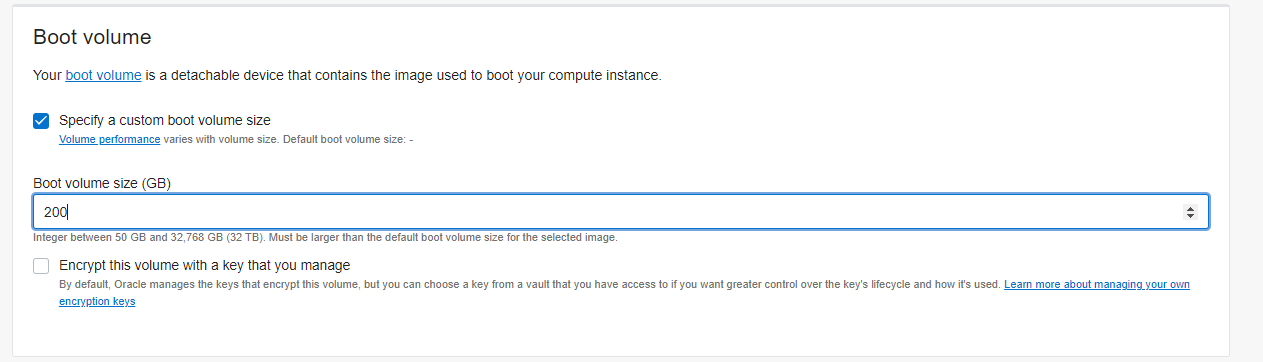 Boot volume
Your boot volume is a detachable device that contains the image used to boot your compute instance.
Specify a custom boot volume size
Volume performance varies with volume size. Default boot volume size: -
Boot volume size (GB)
200
Integer between 50 GB and 32,768 GB (32 TB). Must be larger than the default boot volume size for the selected image.
Encrypt this volume with a key that you manage
By default, Oracle manages the keys that encrypt this volume, but you can choose a key from a vault that you have access to if you want greater control over the key's lifecycle and how it's used. Learn more about managing your own
encryption keys